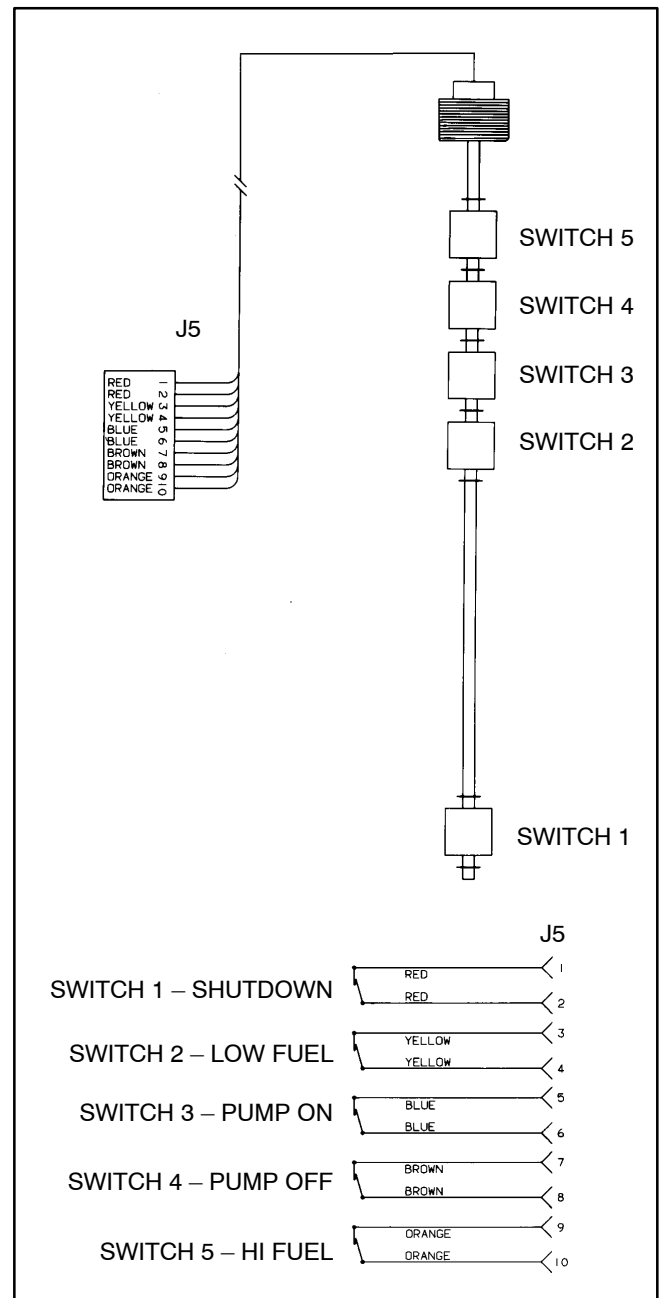 SWITCH 5
SWITCH 4
J5
SWITCH 3
RED 1
RED 2
YELLOW 3
YELLOW 4
BLUE 5
BLUE 6
BROWN 7
BROWN 8
ORANGE 9
ORANGE 10
SWITCH 2
SWITCH 1
J5
SWITCH 1 – SHUTDOWN
RED 1
RED 2
SWITCH 2 – LOW FUEL
YELLOW 3
YELLOW 4
SWITCH 3 – PUMP ON
BLUE 5
BLUE 6
SWITCH 4 – PUMP OFF
BROWN 7
BROWN 8
SWITCH 5 – HI FUEL
ORANGE 9
ORANGE 10